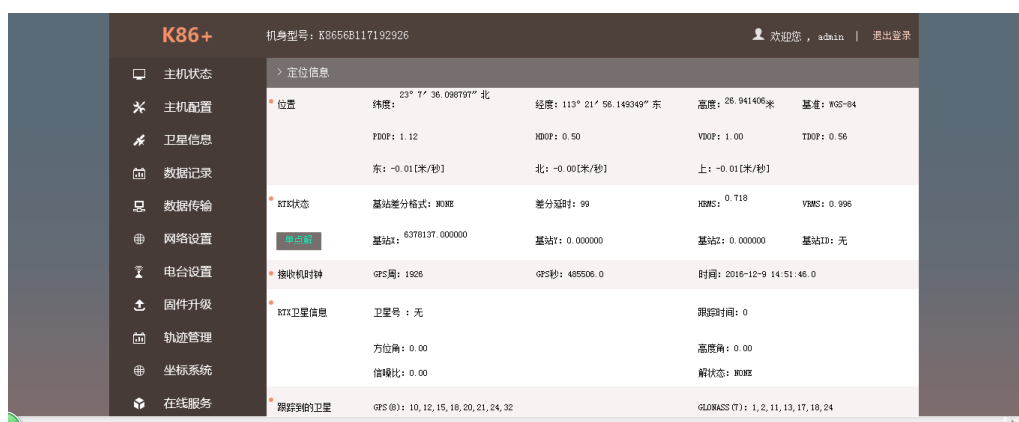 K86+ 机身型号：K8656B117192926 欢迎您 , admin | 退出登录
主机状态
主机配置
卫星信息
数据记录
数据传输
网络设置
电台设置
固件升级
轨迹管理
坐标系统
在线服务
> 定位信息
位置 纬度：23° 7′ 36.098797″ 北 经度：113° 21′ 56.149349″ 东 高度：26.941406米 基准：WGS-84
PDOP：1.12 HDOP：0.50 VDOP：1.00 TDOP：0.56
东：-0.01[米/秒] 北：-0.00[米/秒] 上：-0.01[米/秒]
RTK状态 基站差分格式：NONE 差分延时：99 HRMS：0.718 VRMS：0.996
单点解 基站X：6378137.000000 基站Y：0.000000 基站Z：0.000000 基站ID：无
接收机时钟 GPS周：1926 GPS秒：485506.0 时间：2016-12-9 14:51:46.0
RTX卫星信息 卫星号 ：无 跟踪时间：0
方位角：0.00 高度角：0.00
信噪比：0.00 解状态：NONE
跟踪到的卫星 GPS(8)：10,12,15,18,20,21,24,32 GLONASS(7)：1,2,11,13,17,18,24